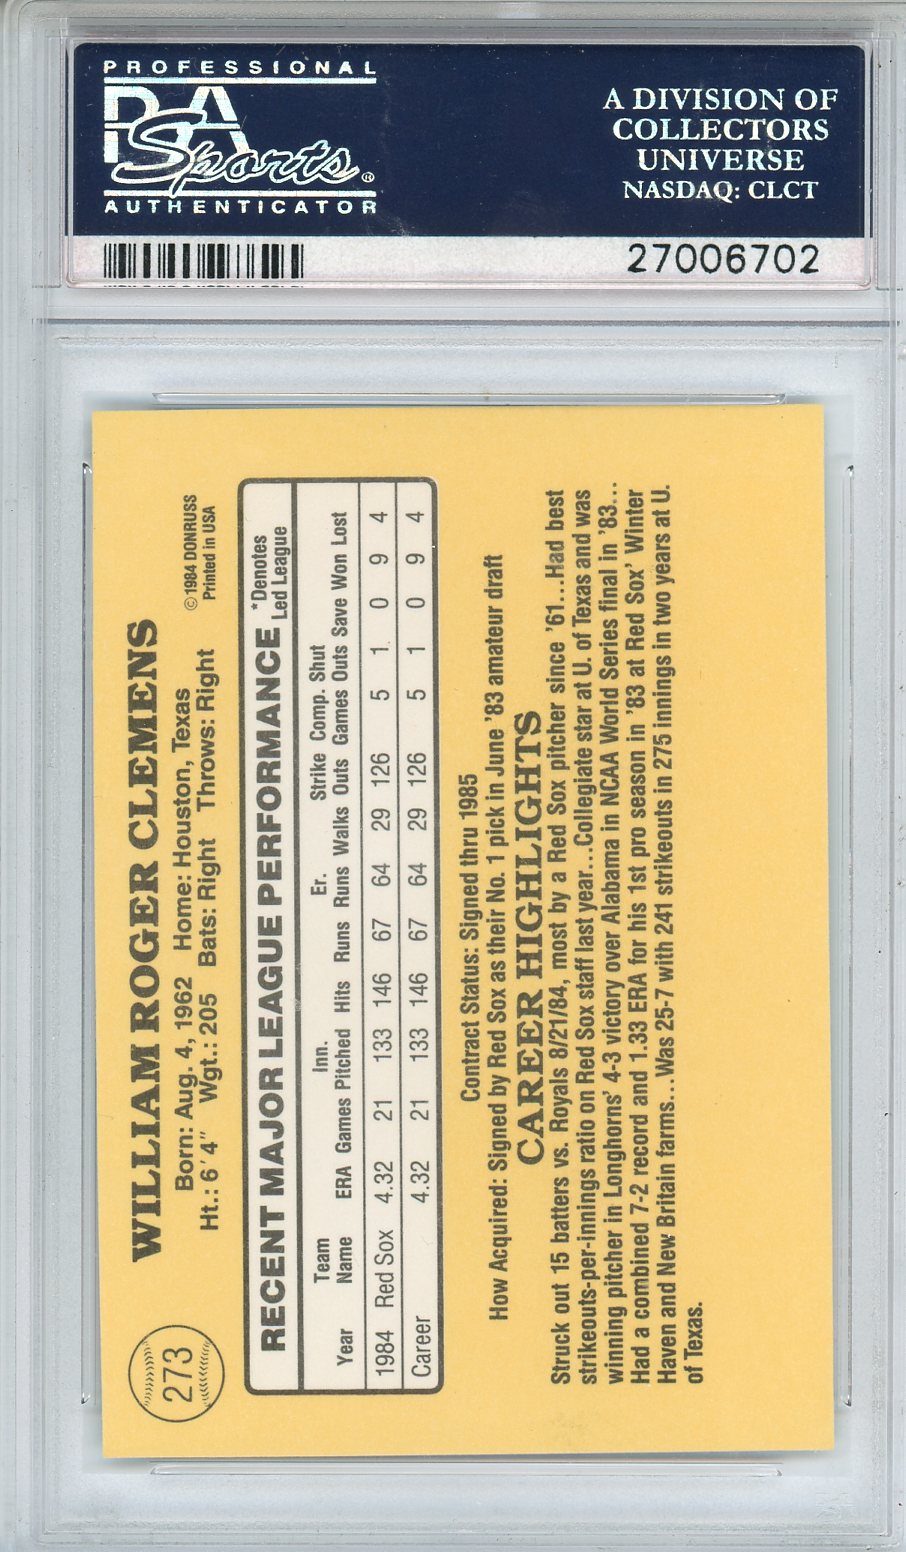 PROFESSIONAL
PSA
Sports®
AUTHENTICATOR
A DIVISION OF
COLLECTORS
UNIVERSE
NASDAQ: CLCT
27006702
273
WILLIAM ROGER CLEMENS
Born: Aug. 4, 1962 Home: Houston, Texas
Ht.: 6'4" Wgt.: 205 Bats: Right Throws: Right
©1984 DONRUSS
Printed in USA
RECENT MAJOR LEAGUE PERFORMANCE
*Denotes
Led League
Team Inn. Er. Strike Comp. Shut
Year Name ERA Games Pitched Hits Runs Runs Walks Outs Games Outs Save Won Lost
1984 Red Sox 4.32 21 133 146 67 64 29 126 5 1 0 9 4
Career 4.32 21 133 146 67 64 29 126 5 1 0 9 4
Contract Status: Signed thru 1985
How Acquired: Signed by Red Sox as their No. 1 pick in June '83 amateur draft
CAREER HIGHLIGHTS
Struck out 15 batters vs. Royals 8/21/84, most by a Red Sox pitcher since '61...Had best
strikeouts-per-innings ratio on Red Sox staff last year...Collegiate star at U. of Texas and was
winning pitcher in Longhorns' 4-3 victory over Alabama in NCAA World Series final in '83...
Had a combined 7-2 record and 1.33 ERA for his 1st pro season in '83 at Red Sox' Winter
Haven and New Britain farms...Was 25-7 with 241 strikeouts in 275 innings in two years at U.
of Texas.